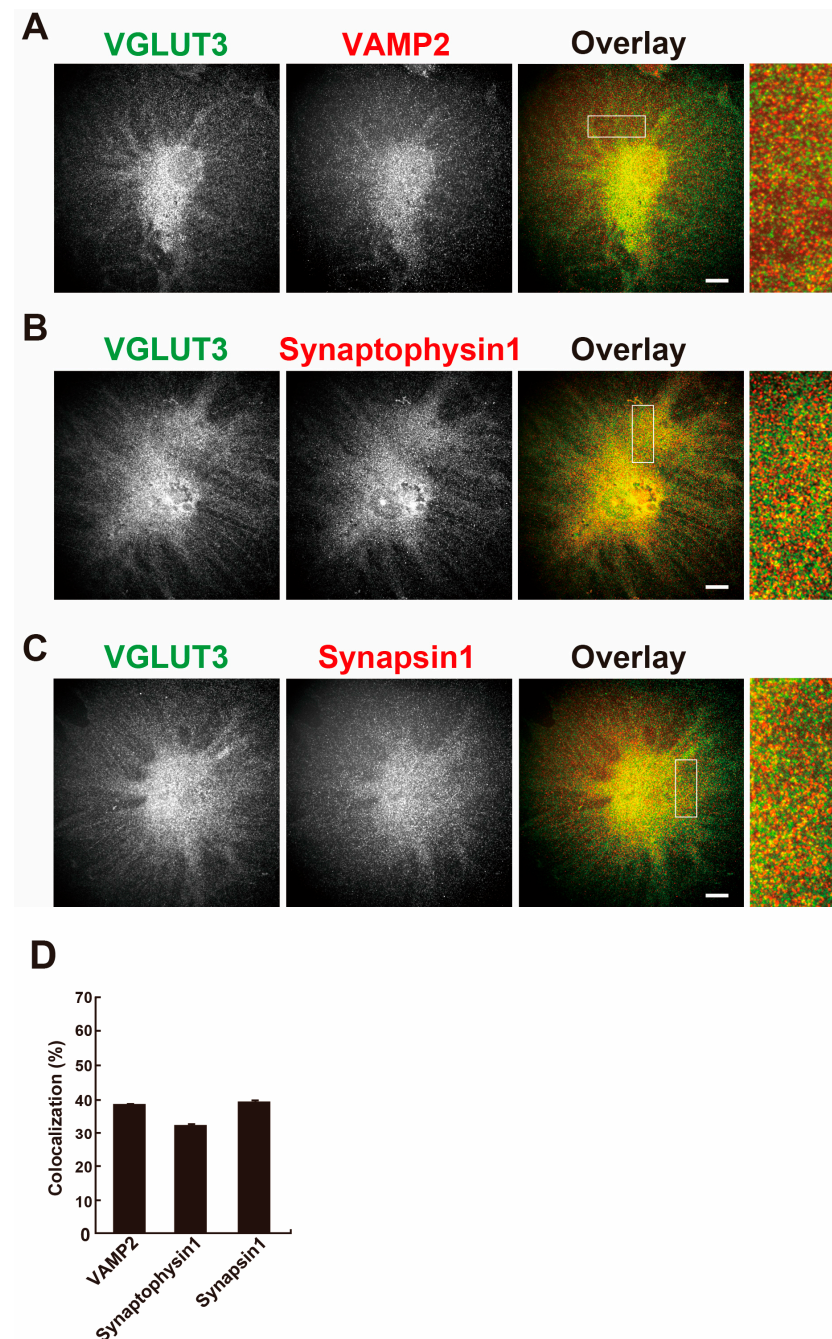 A
VGLUT3 VAMP2 Overlay
B
VGLUT3 Synaptophysin1 Overlay
C
VGLUT3 Synapsin1 Overlay
D
Colocalization (%)
70
60
50
40
30
20
10
0
VAMP2
Synaptophysin1
Synapsin1